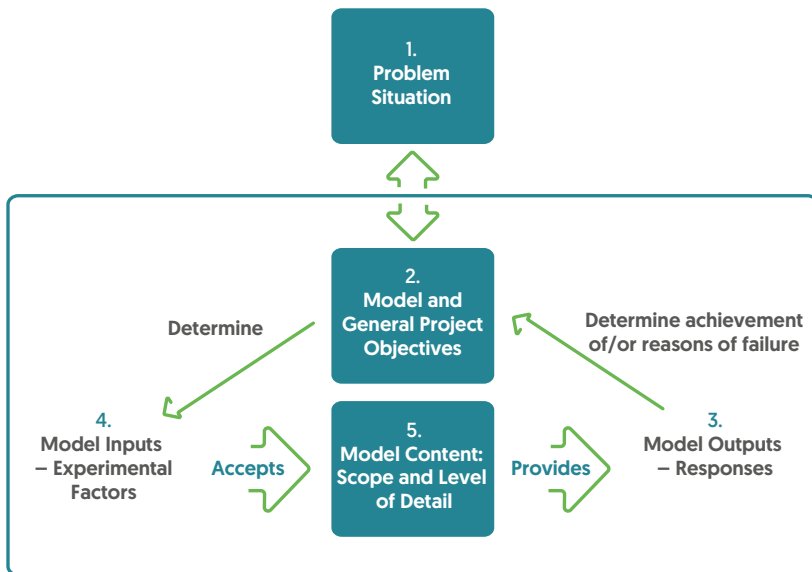 1.
Problem
Situation
2.
Model and
General Project
Objectives
Determine
Determine achievement
of/or reasons of failure
4.
Model Inputs
– Experimental
Factors
Accepts
5.
Model Content:
Scope and Level
of Detail
Provides
3.
Model Outputs
– Responses